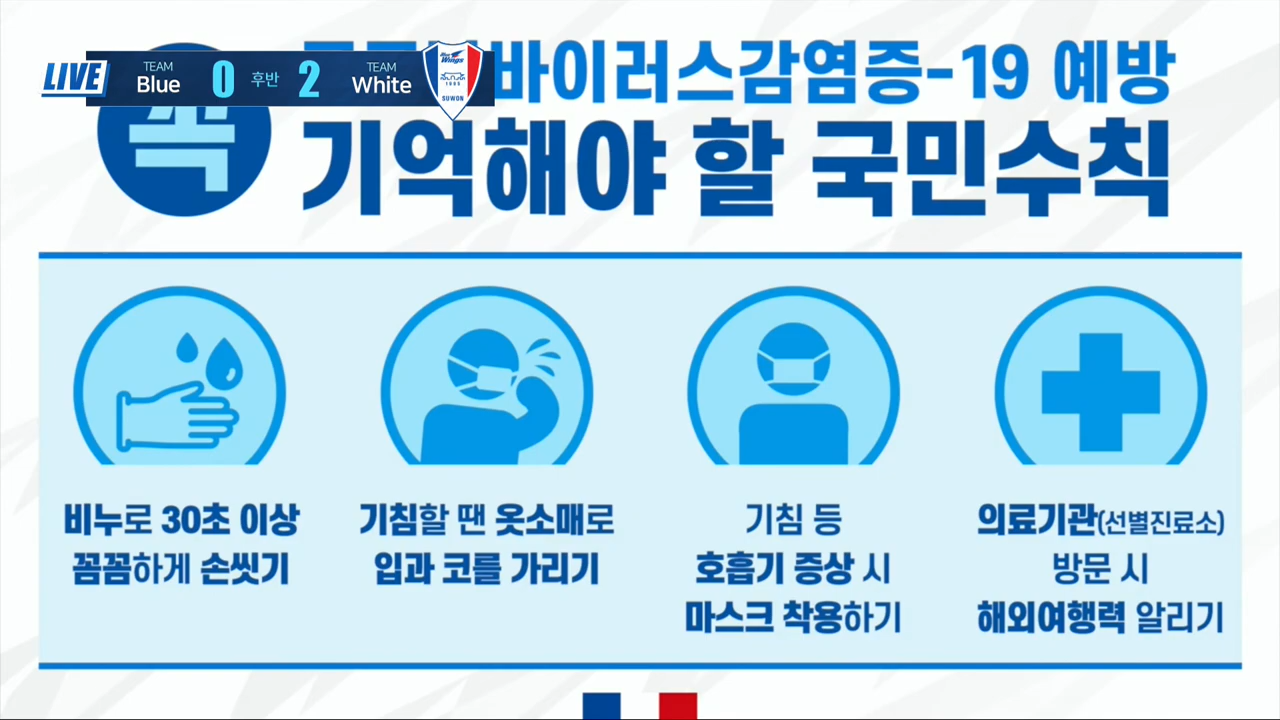 LIVE
TEAM
Blue
0
후반
2
TEAM
White
Blue
Wings
1995
SUWON
바이러스감염증-19 예방
꼭
기억해야 할 국민수칙
비누로 30초 이상
꼼꼼하게 손씻기
기침할 땐 옷소매로
입과 코를 가리기
기침 등
호흡기 증상 시
마스크 착용하기
의료기관(선별진료소)
방문 시
해외여행력 알리기